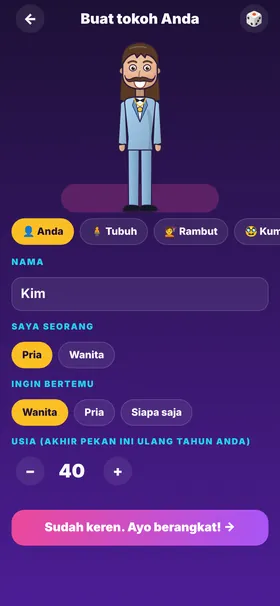 Buat tokoh Anda
Anda
Tubuh
Rambut
Kum
NAMA
Kim
SAYA SEORANG
Pria
Wanita
INGIN BERTEMU
Wanita
Pria
Siapa saja
USIA (AKHIR PEKAN INI ULANG TAHUN ANDA)
− 40 +
Sudah keren. Ayo berangkat! →